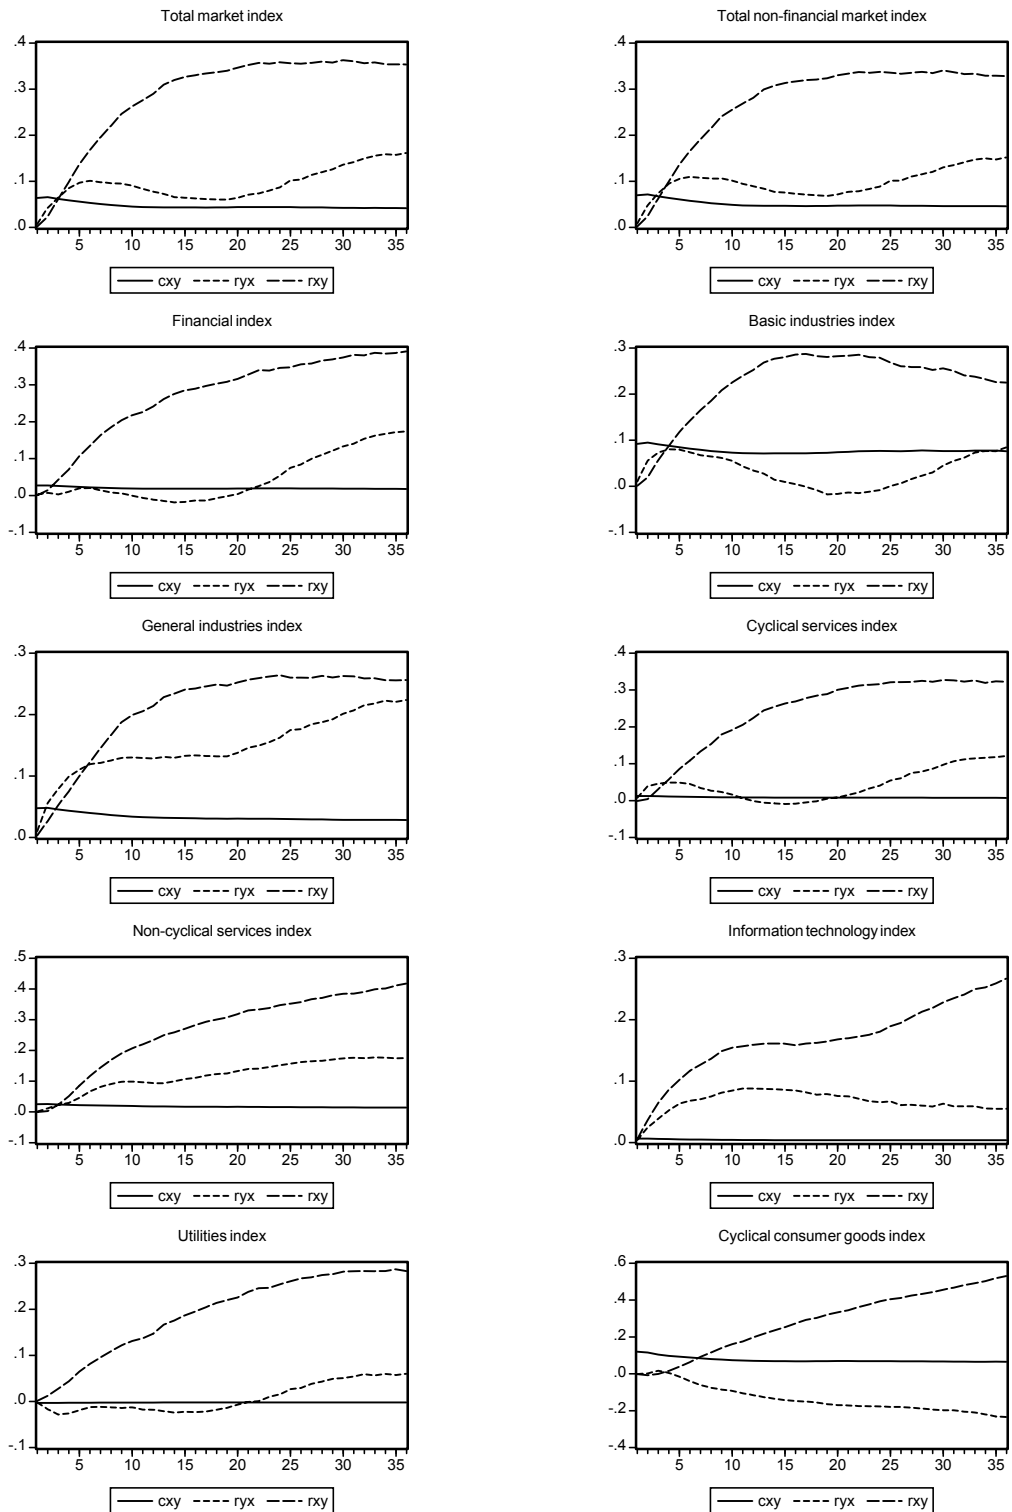 Total market index
Total non-financial market index
.4
.3
.2
.1
.0
5 10 15 20 25 30 35
cxy ryx rxy
.4
.3
.2
.1
.0
5 10 15 20 25 30 35
cxy ryx rxy
Financial index
Basic industries index
.4
.3
.2
.1
.0
-.1
5 10 15 20 25 30 35
cxy ryx rxy
.3
.2
.1
.0
-.1
5 10 15 20 25 30 35
cxy ryx rxy
General industries index
Cyclical services index
.3
.2
.1
.0
5 10 15 20 25 30 35
cxy ryx rxy
.4
.3
.2
.1
.0
-.1
5 10 15 20 25 30 35
cxy ryx rxy
Non-cyclical services index
Information technology index
.5
.4
.3
.2
.1
.0
-.1
5 10 15 20 25 30 35
cxy ryx rxy
.3
.2
.1
.0
5 10 15 20 25 30 35
cxy ryx rxy
Utilities index
Cyclical consumer goods index
.3
.2
.1
.0
-.1
5 10 15 20 25 30 35
cxy ryx rxy
.6
.4
.2
.0
-.2
-.4
5 10 15 20 25 30 35
cxy ryx rxy